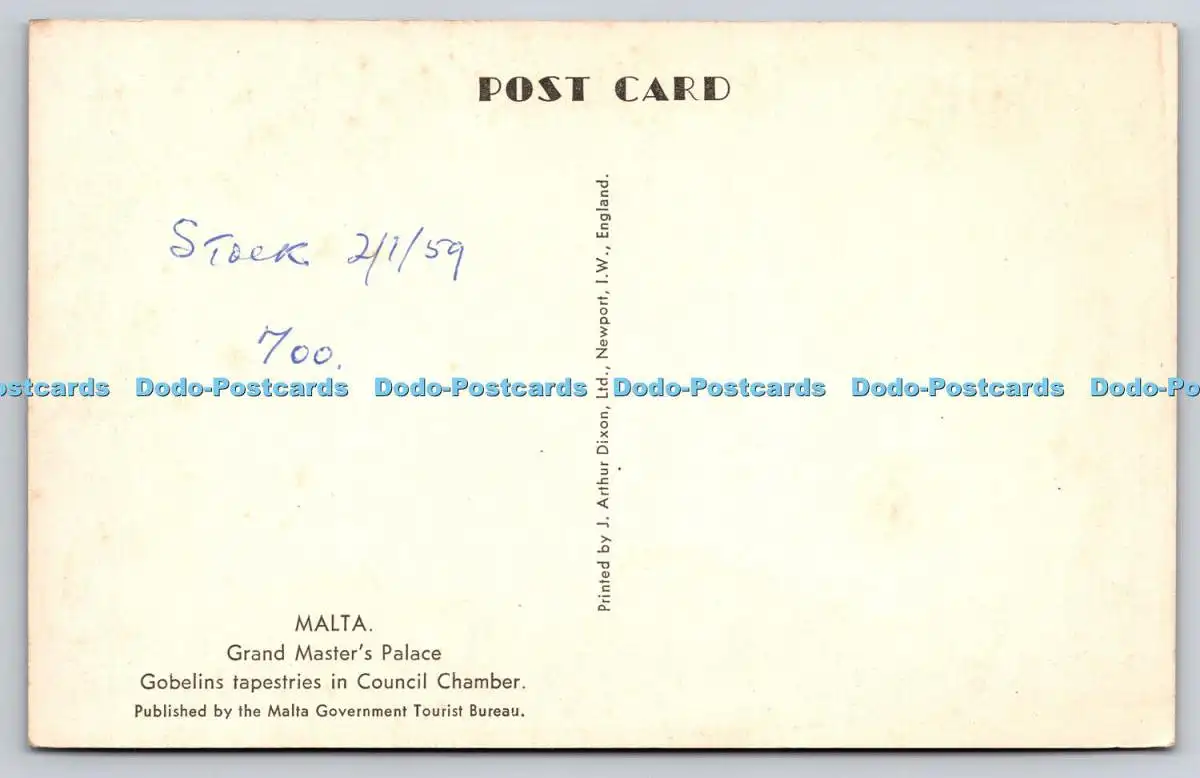 POST CARD
Stock 2/1/59
700.
ostcards Dodo-Postcards Dodo-Postcards Dodo-Postcards Dodo-Postcards Dodo-Po
Printed by J. Arthur Dixon, Ltd., Newport, I.W., England.
MALTA.
Grand Master's Palace
Gobelins tapestries in Council Chamber.
Published by the Malta Government Tourist Bureau.